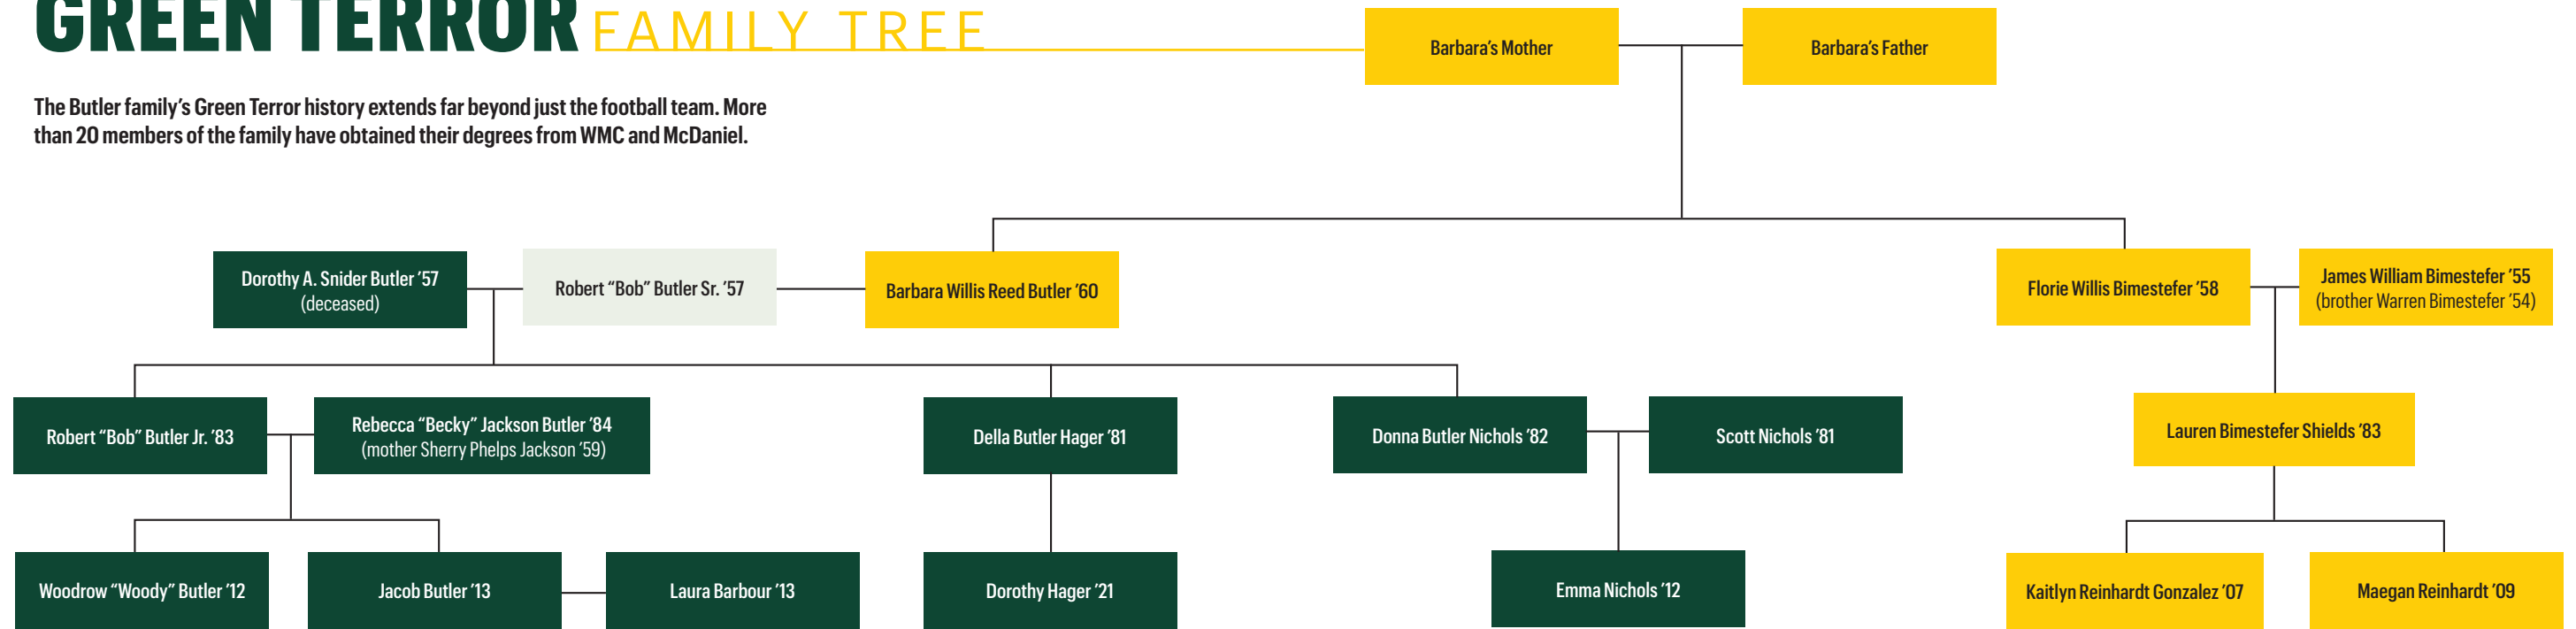 GREEN TERROR FAMILY TREE
Barbara’s Mother
Barbara’s Father
The Butler family’s Green Terror history extends far beyond just the football team. More
than 20 members of the family have obtained their degrees from WMC and McDaniel.
Dorothy A. Snider Butler ’57
(deceased)
Robert “Bob” Butler Sr. ’57
Barbara Willis Reed Butler ’60
Florie Willis Bimestefer ’58
James William Bimestefer ’55
(brother Warren Bimestefer ’54)
Robert “Bob” Butler Jr. ’83
Rebecca “Becky” Jackson Butler ’84
(mother Sherry Phelps Jackson ’59)
Della Butler Hager ’81
Donna Butler Nichols ’82
Scott Nichols ’81
Lauren Bimestefer Shields ’83
Woodrow “Woody” Butler ’12
Jacob Butler ’13
Laura Barbour ’13
Dorothy Hager ’21
Emma Nichols ’12
Kaitlyn Reinhardt Gonzalez ’07
Maegan Reinhardt ’09